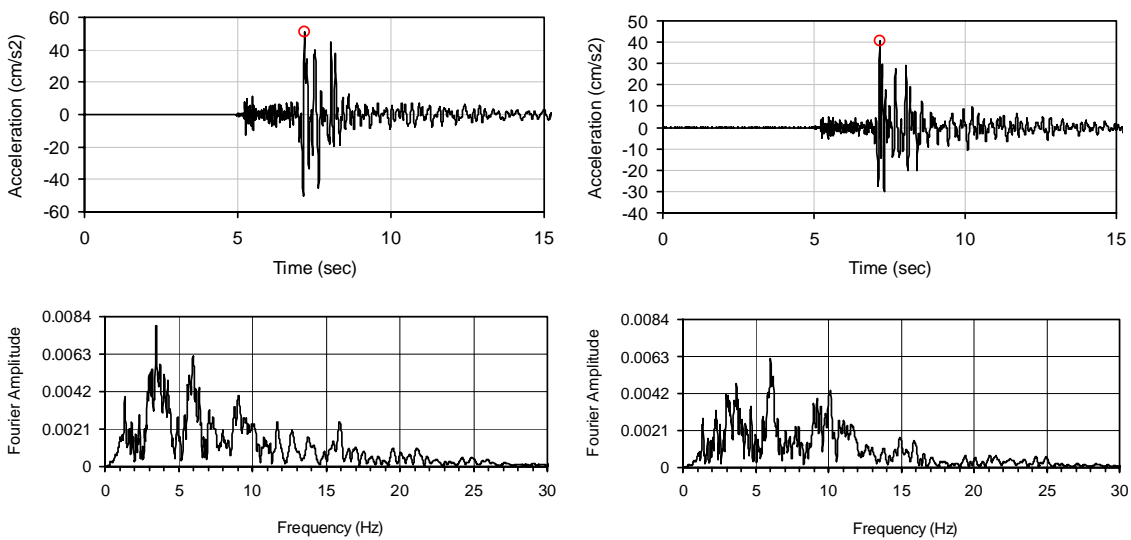 60
40
20
0
-20
-40
-60
Acceleration (cm/s2)
0 5 10 15
Time (sec)
50
40
30
20
10
0
-10
-20
-30
-40
Acceleration (cm/s2)
0 5 10 15
Time (sec)
0.0084
0.0063
0.0042
0.0021
0
Fourier Amplitude
0 5 10 15 20 25 30
Frequency (Hz)
0.0084
0.0063
0.0042
0.0021
0
Fourier Amplitude
0 5 10 15 20 25 30
Frequency (Hz)